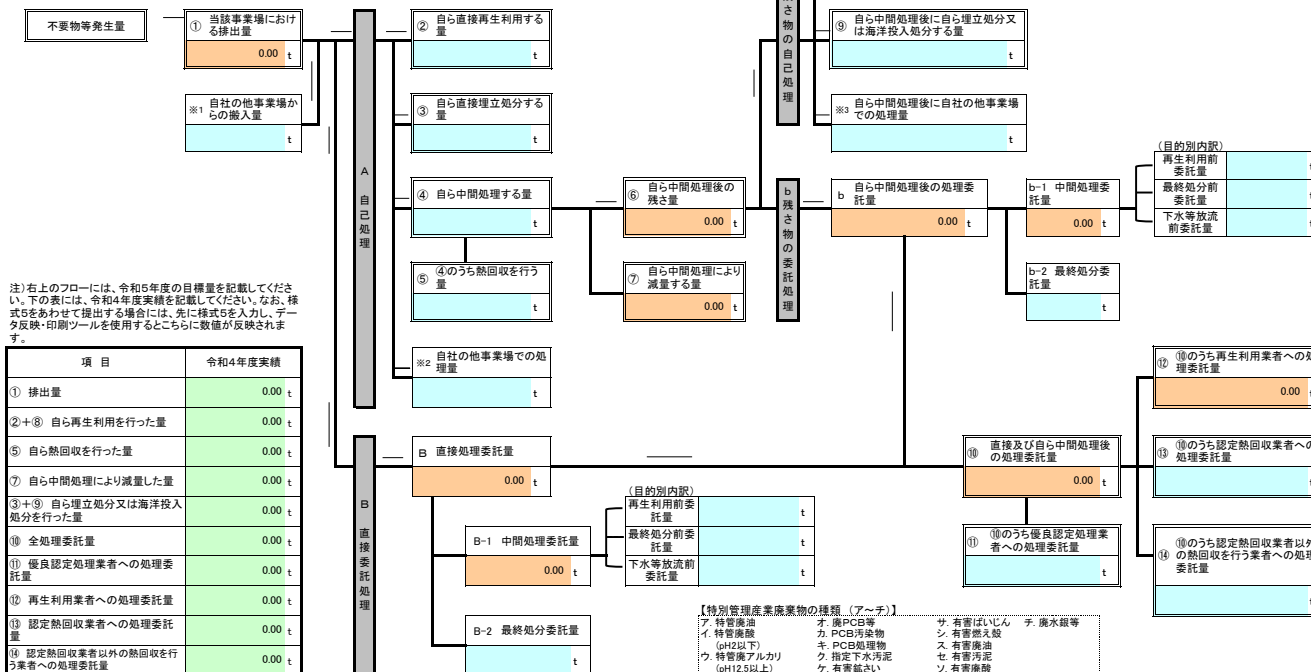 不要物等発生量
① 当該事業場におけ
る排出量
0.00 t
※1 自社の他事業場か
らの搬入量
t
A 自己処理
② 自ら直接再生利用する
量
t
③ 自ら直接埋立処分する
量
t
④ 自ら中間処理する量
t
⑤ ④のうち熱回収を行う
量
t
※2 自社の他事業場での処
理量
t
⑥ 自ら中間処理後の
残さ量
0.00 t
⑦ 自ら中間処理により
減量する量
0.00 t
さ物の自己処理
⑨ 自ら中間処理後に自ら埋立処分又
は海洋投入処分する量
t
※3 自ら中間処理後に自社の他事業場
での処理量
t
b 残さ物の委託処理
b 自ら中間処理後の処理委
託量
0.00 t
b-1 中間処理委
託量
0.00 t
b-2 最終処分委
託量
t
(目的別内訳)
再生利用前
委託量
最終処分前
委託量
下水等放流
前委託量
注)右上のフローには、令和5年度の目標量を記載してくださ
い。下の表には、令和4年度実績を記載してください。なお、様
式5をあわせて提出する場合には、先に様式5を入力し、デー
タ反映・印刷ツールを使用するとこちらに数値が反映されま
す。
項 目 令和4年度実績
① 排出量 0.00 t
②+⑧ 自ら再生利用を行った量 0.00 t
⑤ 自ら熱回収を行った量 0.00 t
⑦ 自ら中間処理により減量した量 0.00 t
③+⑨ 自ら埋立処分又は海洋投入
処分を行った量 0.00 t
⑩ 全処理委託量 0.00 t
⑪ 優良認定処理業者への処理委
託量 0.00 t
⑫ 再生利用業者への処理委託量 0.00 t
⑬ 認定熱回収業者への処理委託
量 0.00 t
⑭ 認定熱回収業者以外の熱回収を行
う業者への処理委託量 0.00 t
B 直接委託処理
B 直接処理委託量
0.00 t
B-1 中間処理委託量
0.00 t
B-2 最終処分委託量
t
(目的別内訳)
再生利用前委
託量
t
最終処分前委
託量
t
下水等放流前
委託量
t
⑩ 直接及び自ら中間処理後
の処理委託量
0.00 t
⑪ ⑩のうち優良認定処理業
者への処理委託量
t
⑫ ⑩のうち再生利用業者への処
理委託量
0.00
⑬ ⑩のうち認定熱回収業者への
処理委託量
⑭ ⑩のうち認定熱回収業者以外
の熱回収を行う業者への処理
委託量
【特別管理産業廃棄物の種類 (ア~チ)】
ア. 特管廃油 オ. 廃PCB等 サ. 有害ばいじん チ. 廃水銀等
イ. 特管廃酸 カ. PCB汚染物 シ. 有害燃え殻
(pH2以下) キ. PCB処理物 ス. 有害廃油
ウ. 特管廃アルカリ ク. 指定下水汚泥 セ. 有害汚泥
(pH12.5以上) ケ. 有害鉱さい ソ. 有害廃酸